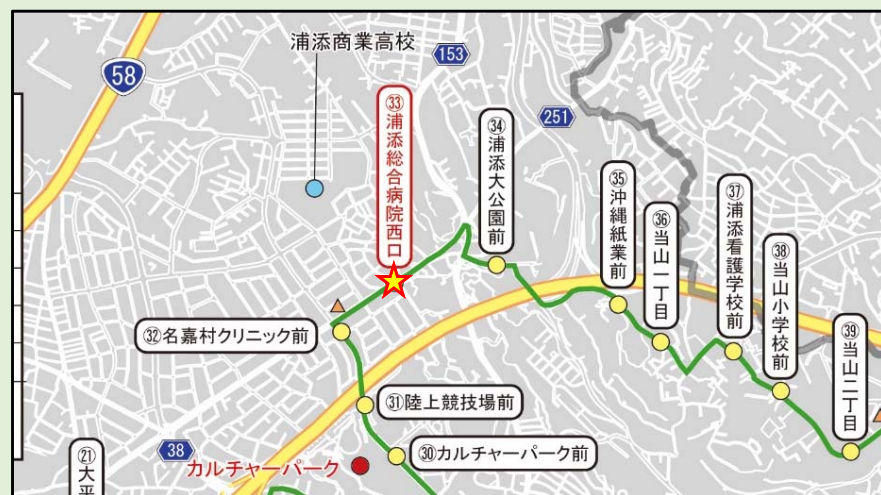 浦添商業高校
153
58
251
㉝浦添総合病院西口
㉞浦添大公園前
㉟沖縄紙業前
㊱当山一丁目
㊲浦添看護学校前
㊳当山小学校前
㊴当山二丁目
㉜名嘉村クリニック前
㉛陸上競技場前
㉚カルチャーパーク前
38
カルチャーパーク
㉑大平